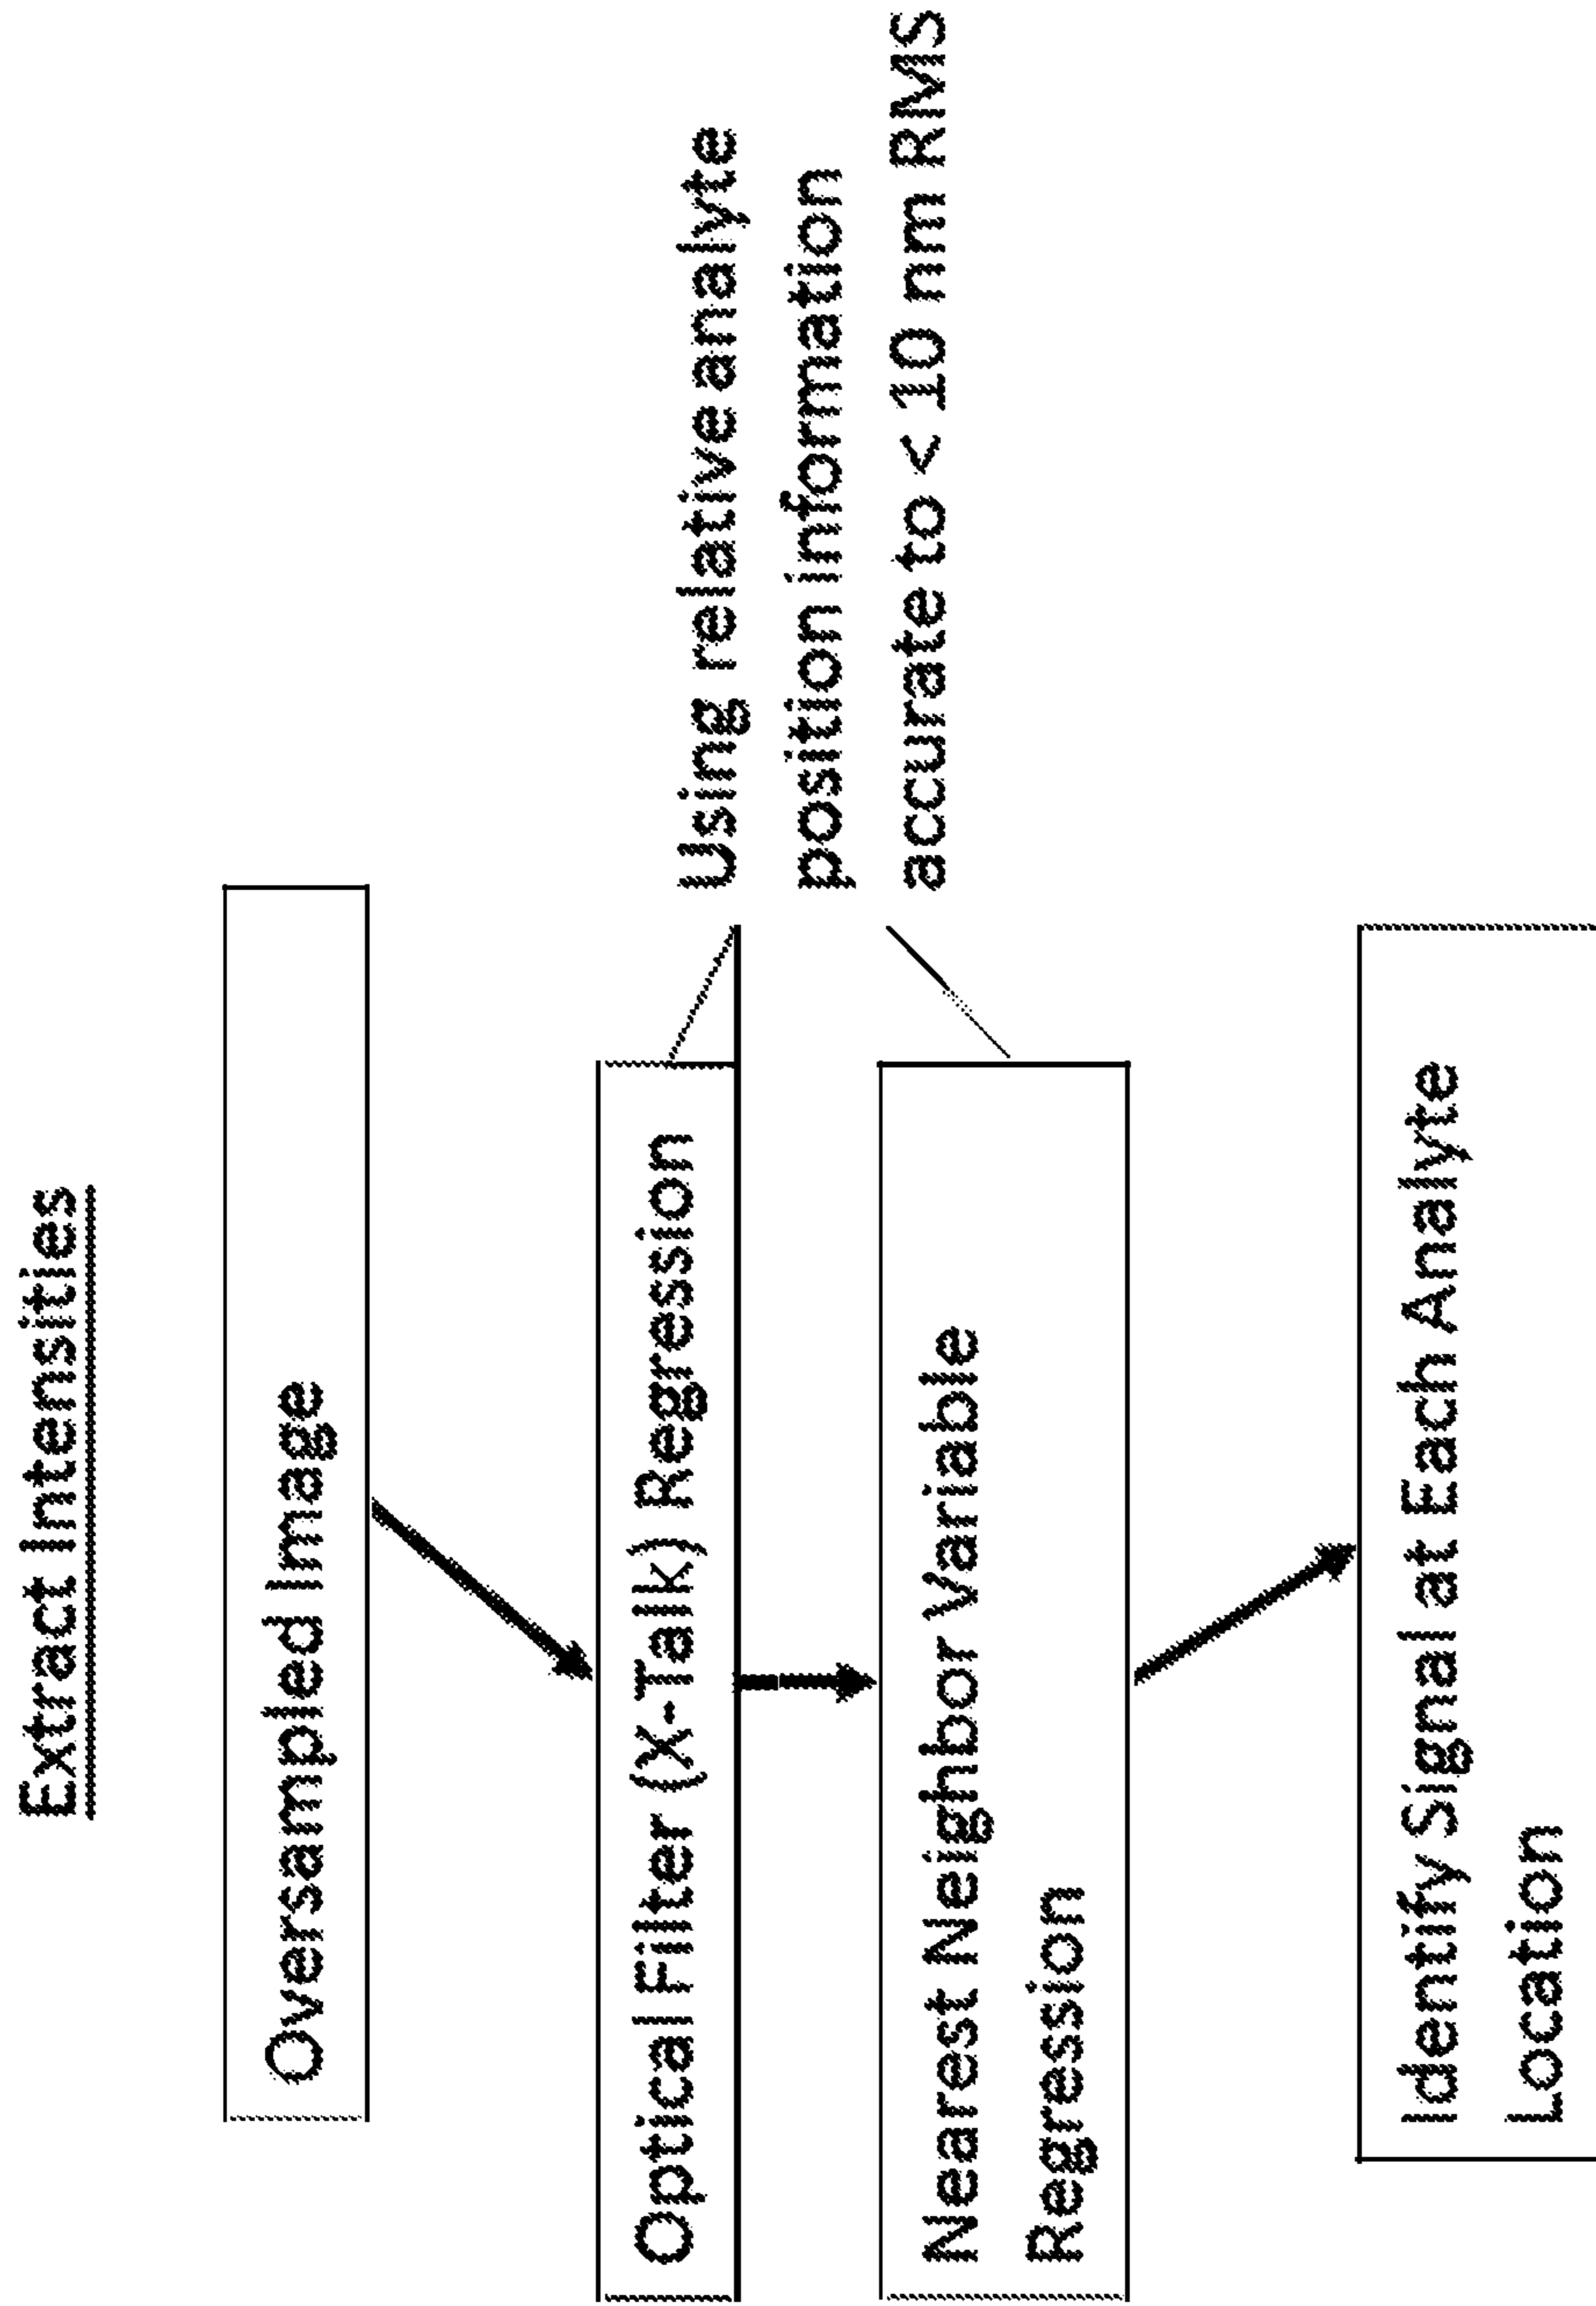 Extract Intensities
Oversampled Image
Optical Filter (X-Talk) Regression
Using relative analyte
position information
accurate to < 10 nm RMS
Nearest Neighbor Variable
Regression
Identify Signal at Each Analyte
Location